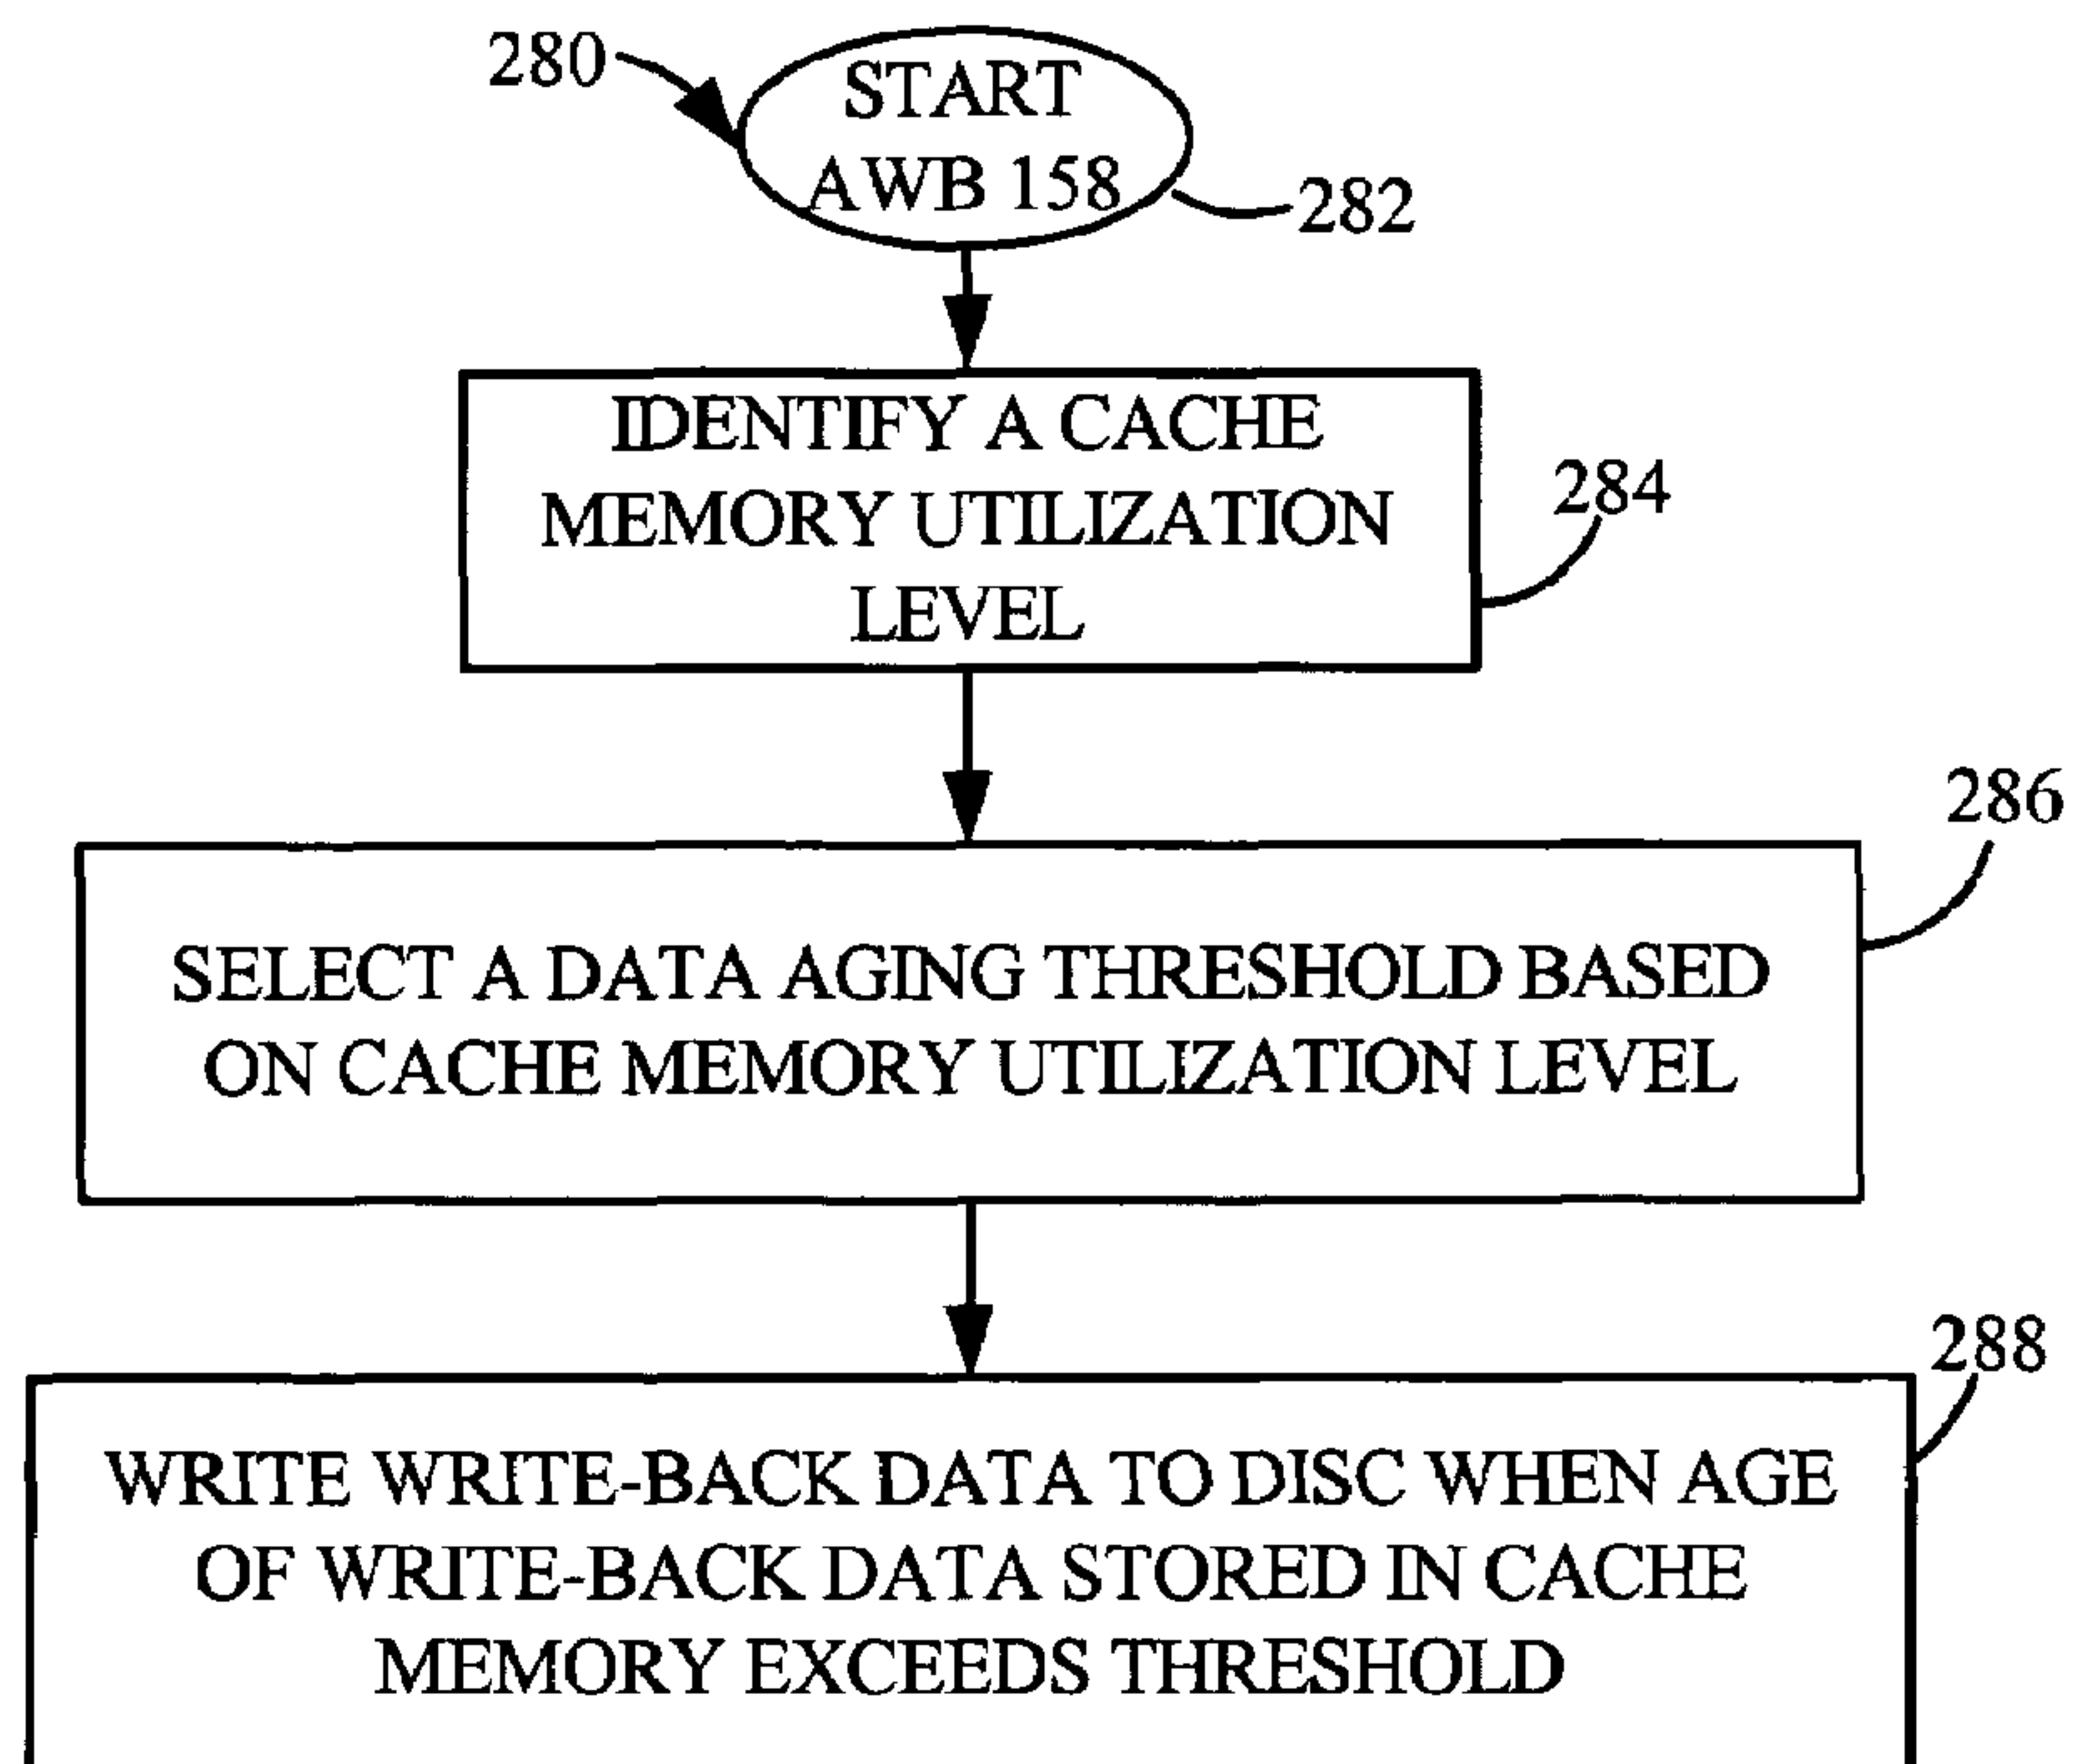 280
START
AWB 158
282
IDENTIFY A CACHE
MEMORY UTILIZATION
LEVEL
284
286
SELECT A DATA AGING THRESHOLD BASED
ON CACHE MEMORY UTILIZATION LEVEL
288
WRITE WRITE-BACK DATA TO DISC WHEN AGE
OF WRITE-BACK DATA STORED IN CACHE
MEMORY EXCEEDS THRESHOLD